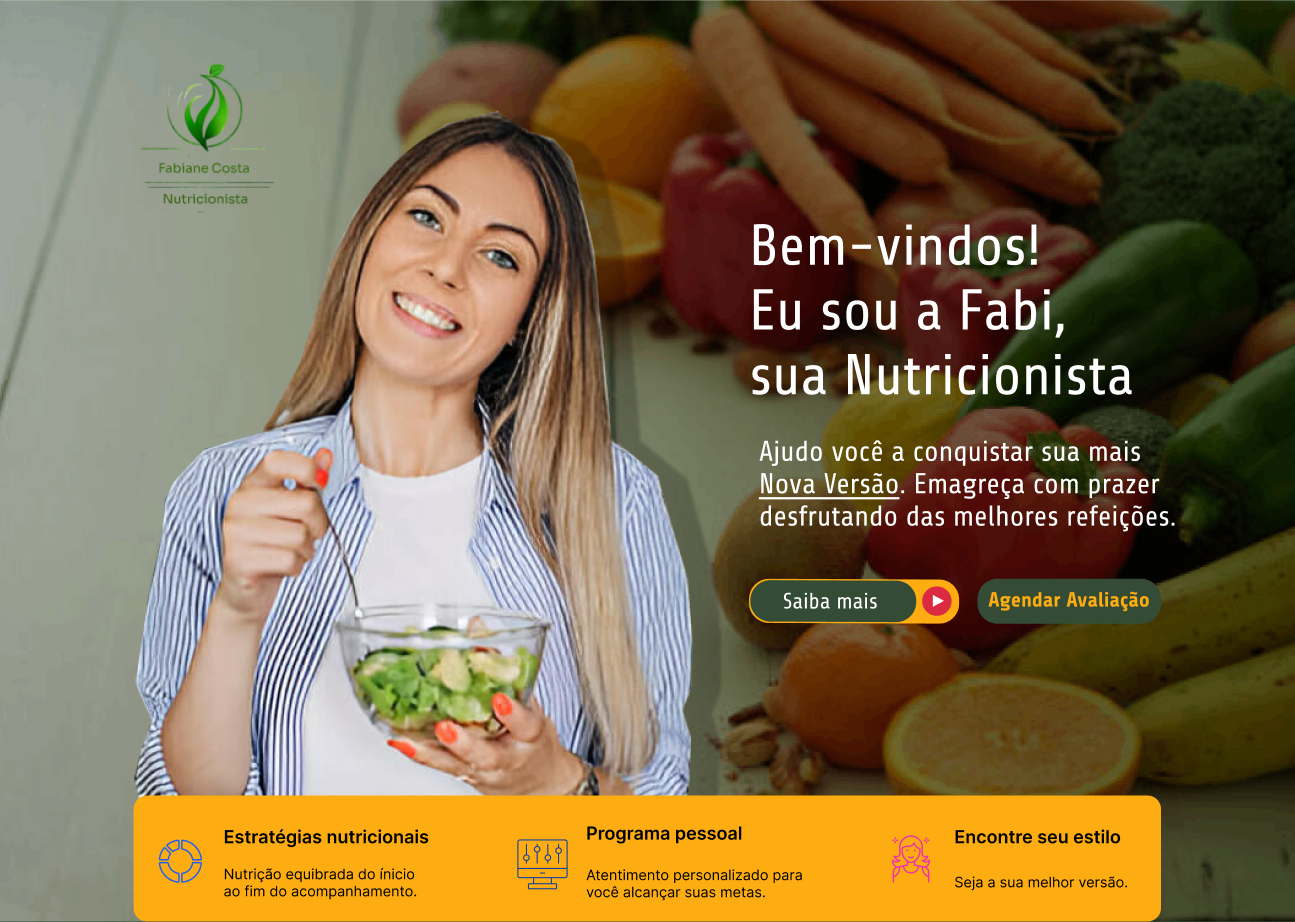 Fabiane Costa
Nutricionista
Bem-vindos!
Eu sou a Fabi,
sua Nutricionista
Ajudo você a conquistar sua mais
Nova Versão. Emagreça com prazer
desfrutando das melhores refeições.
Saiba mais
Agendar Avaliação
Estratégias nutricionais
Nutrição equibrada do ínicio
ao fim do acompanhamento.
Programa pessoal
Atentimento personalizado para
você alcançar suas metas.
Encontre seu estilo
Seja a sua melhor versão.